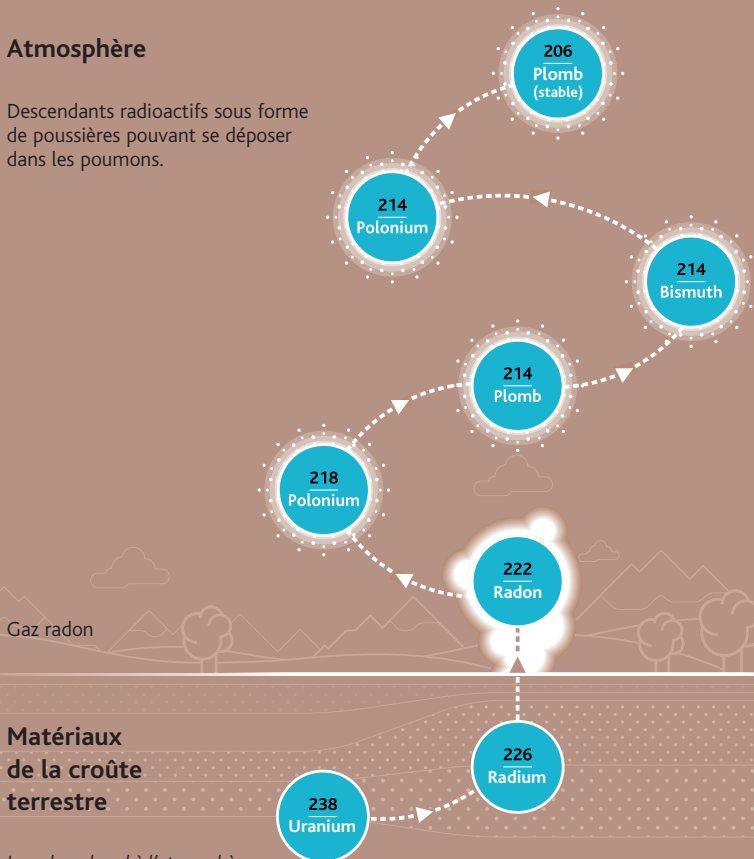 Atmosphère
Descendants radioactifs sous forme
de poussières pouvant se déposer
dans les poumons.
206
Plomb
(stable)
214
Polonium
214
Bismuth
214
Plomb
218
Polonium
222
Radon
Gaz radon
Matériaux
de la croûte
terrestre
226
Radium
238
Uranium